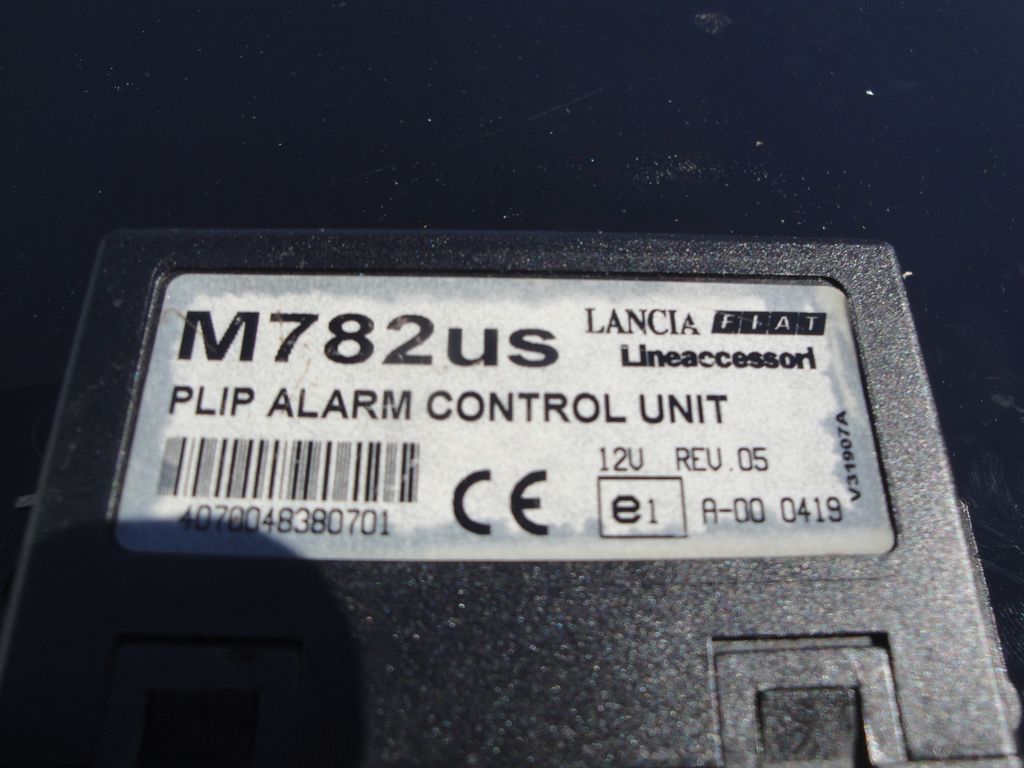 M782us
LANCIA FIAT
Lineaccessori
PLIP ALARM CONTROL UNIT
12V REV.05
4070048380701
CE
e1 A-00 0419
V31907A